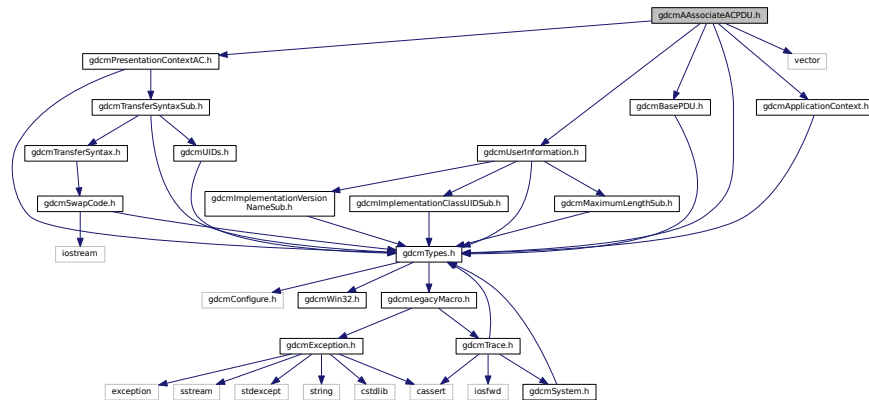 gdcmAAssociateACPDU.h
gdcmPresentationContextAC.h
vector
gdcmTransferSyntaxSub.h
gdcmBasePDU.h
gdcmApplicationContext.h
gdcmTransferSyntax.h
gdcmUIDs.h
gdcmUserInformation.h
gdcmSwapCode.h
gdcmImplementationVersion
NameSub.h
gdcmImplementationClassUIDSub.h
gdcmMaximumLengthSub.h
iostream
gdcmTypes.h
gdcmConfigure.h
gdcmWin32.h
gdcmLegacyMacro.h
gdcmException.h
gdcmTrace.h
exception
sstream
stdexcept
string
cstdlib
cassert
iosfwd
gdcmSystem.h